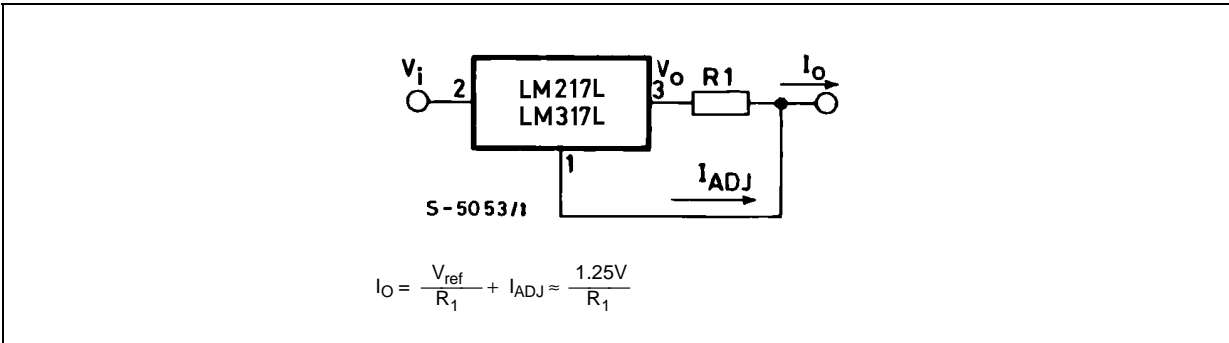 Vi
2
LM217L
LM317L
Vo
3
R1
Io
1
IADJ
S-5053/1
IO = Vref/R1 + IADJ ≈ 1.25V/R1